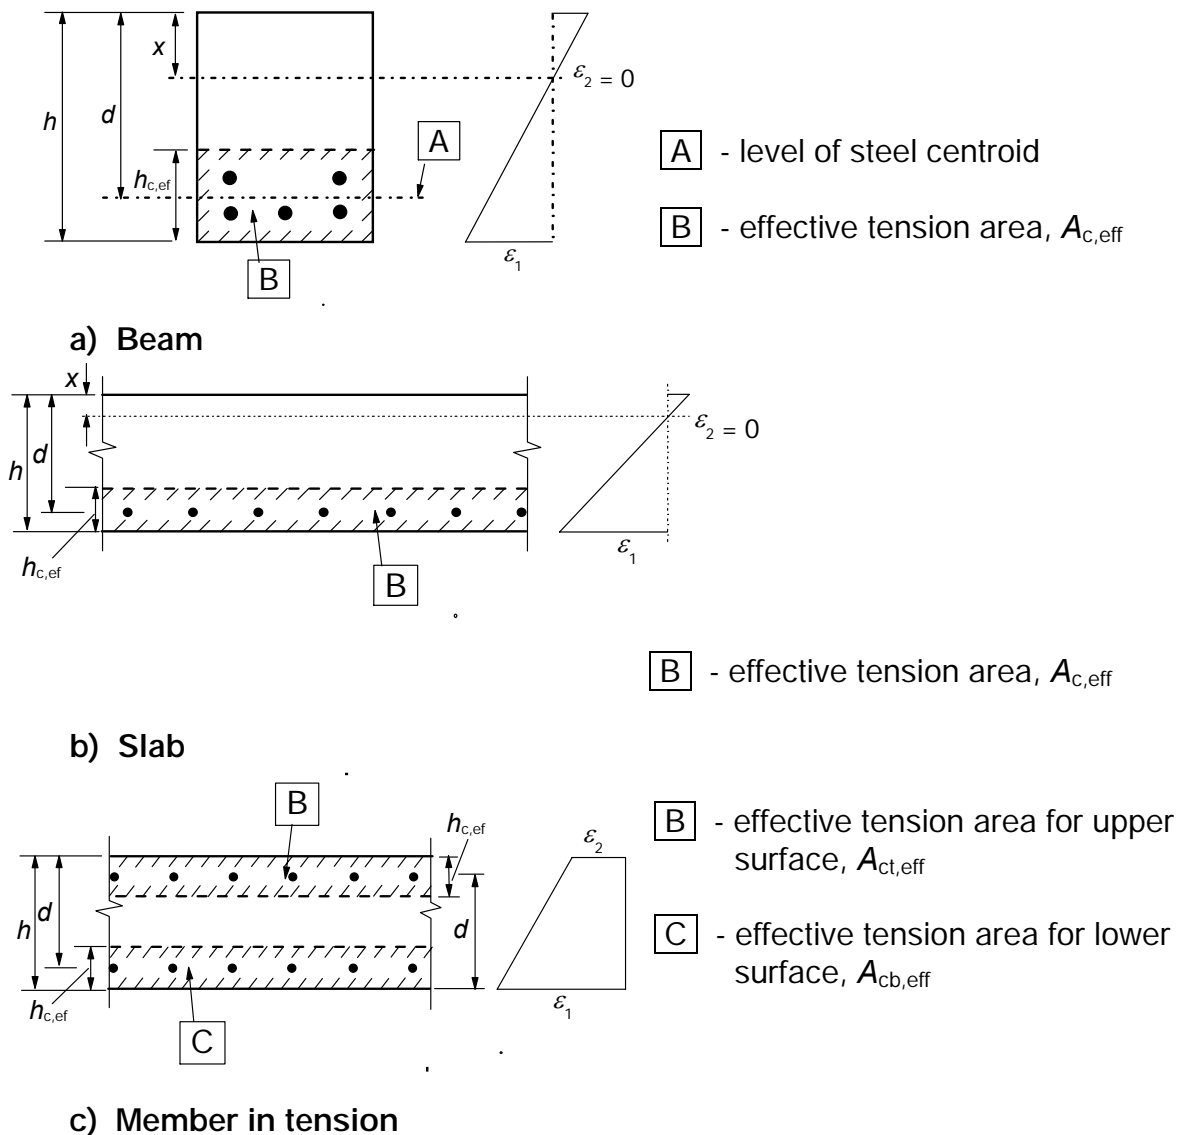 x
ε2 = 0
h
d
A
A - level of steel centroid
hc,ef
B - effective tension area, Ac,eff
B
ε1
a) Beam
x
ε2 = 0
h
d
hc,ef
B
ε1
B - effective tension area, Ac,eff
b) Slab
B
hc,ef
ε2
B - effective tension area for upper
surface, Act,eff
h
d
d
C - effective tension area for lower
surface, Acb,eff
hc,ef
C
ε1
c) Member in tension